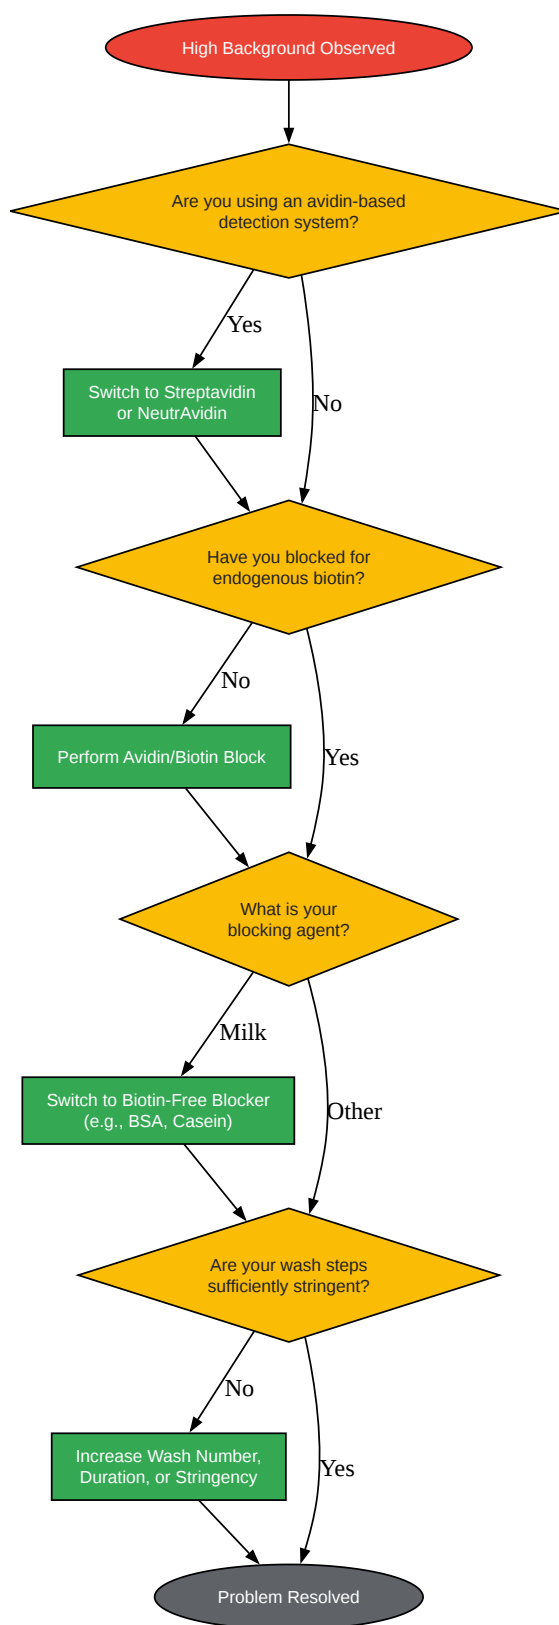 High Background Observed
Are you using an avidin-based
detection system?
Yes
Switch to Streptavidin
or NeutrAvidin
No
Have you blocked for
endogenous biotin?
No
Perform Avidin/Biotin Block
Yes
What is your
blocking agent?
Milk
Switch to Biotin-Free Blocker
(e.g., BSA, Casein)
Other
Are your wash steps
sufficiently stringent?
No
Increase Wash Number,
Duration, or Stringency
Yes
Problem Resolved